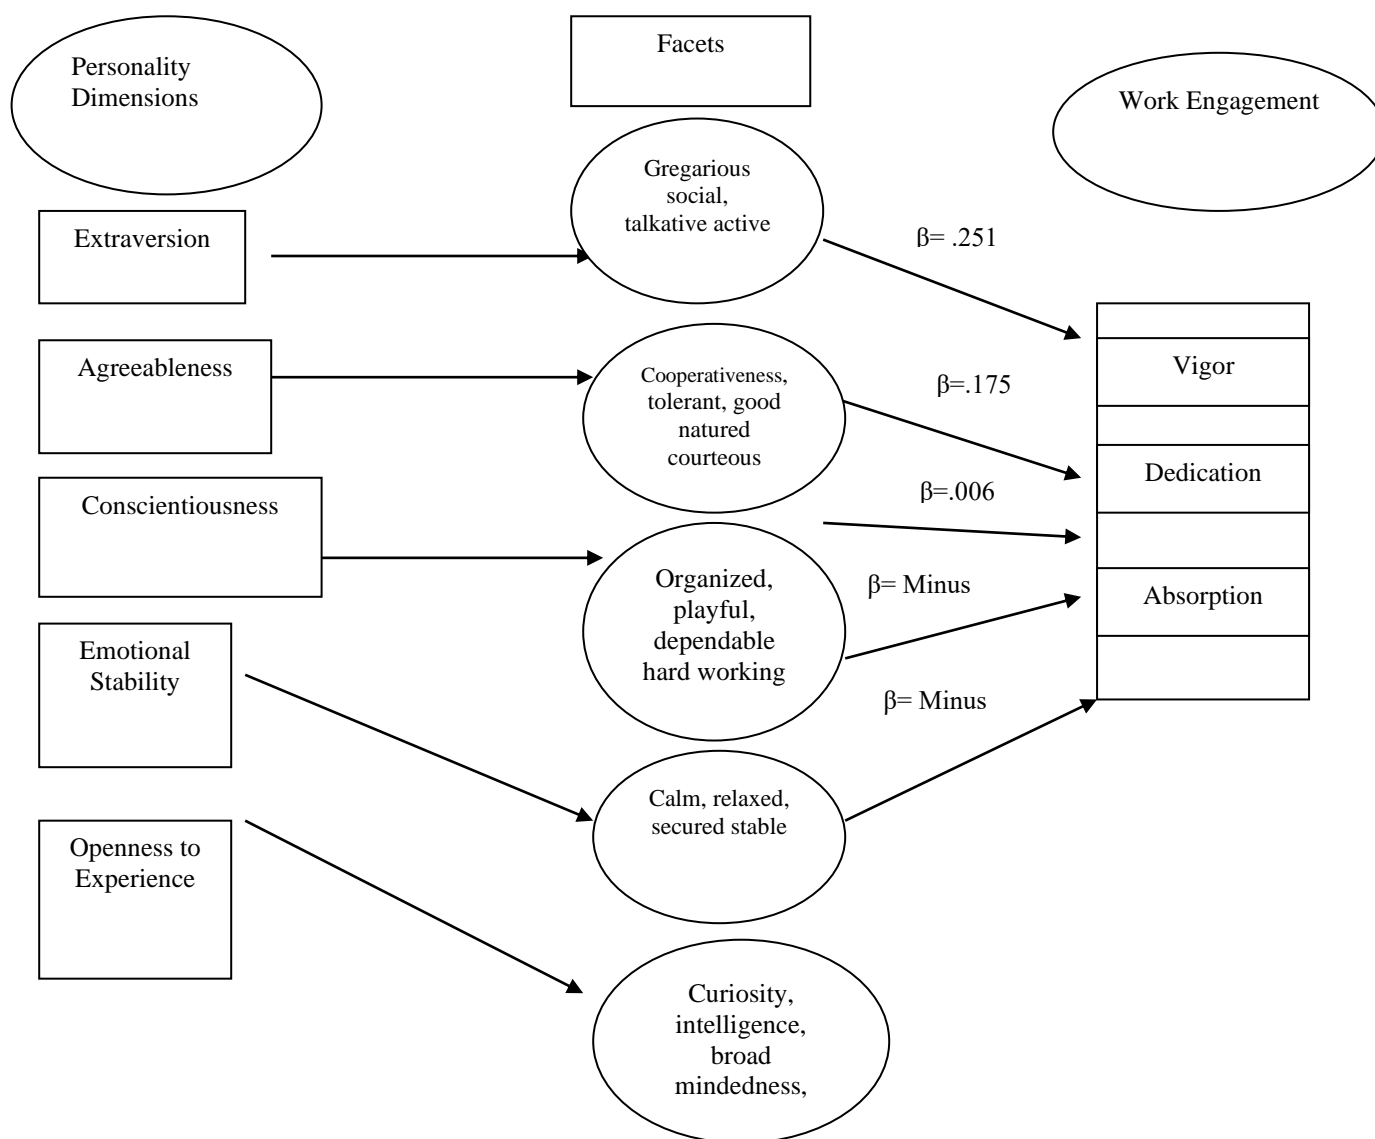 Personality
Dimensions
Facets
Work Engagement
Gregarious
social,
talkative active
Extraversion
β= .251
Agreeableness
Cooperativeness,
tolerant, good
natured
courteous
β=.175
Vigor
Dedication
Absorption
Conscientiousness
β=.006
Organized,
playful,
dependable
hard working
β= Minus
Emotional
Stability
β= Minus
Calm, relaxed,
secured stable
Openness to
Experience
Curiosity,
intelligence,
broad
mindedness,